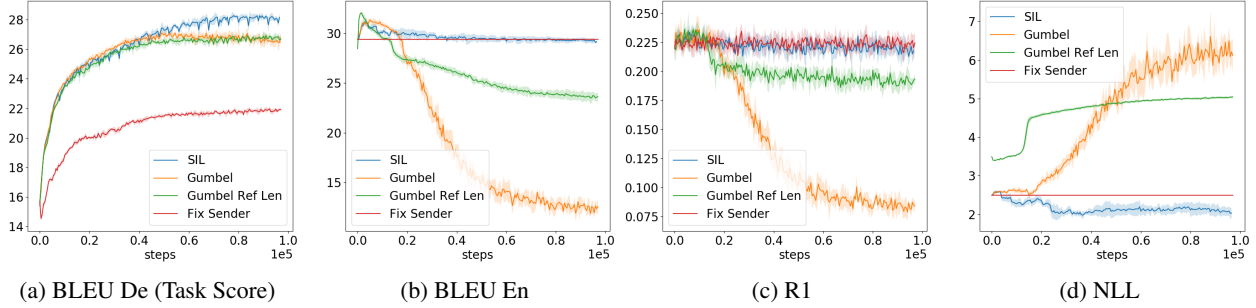 28
26
24
22
20
18
16
14
0.0 0.2 0.4 0.6 0.8 1.0
steps 1e5
SIL
Gumbel
Gumbel Ref Len
Fix Sender
(a) BLEU De (Task Score)
30
25
20
15
0.0 0.2 0.4 0.6 0.8 1.0
steps 1e5
SIL
Gumbel
Gumbel Ref Len
Fix Sender
(b) BLEU En
0.250
0.225
0.200
0.175
0.150
0.125
0.100
0.075
0.0 0.2 0.4 0.6 0.8 1.0
steps 1e5
SIL
Gumbel
Gumbel Ref Len
Fix Sender
(c) R1
7
6
5
4
3
2
0.0 0.2 0.4 0.6 0.8 1.0
steps 1e5
SIL
Gumbel
Gumbel Ref Len
Fix Sender
(d) NLL